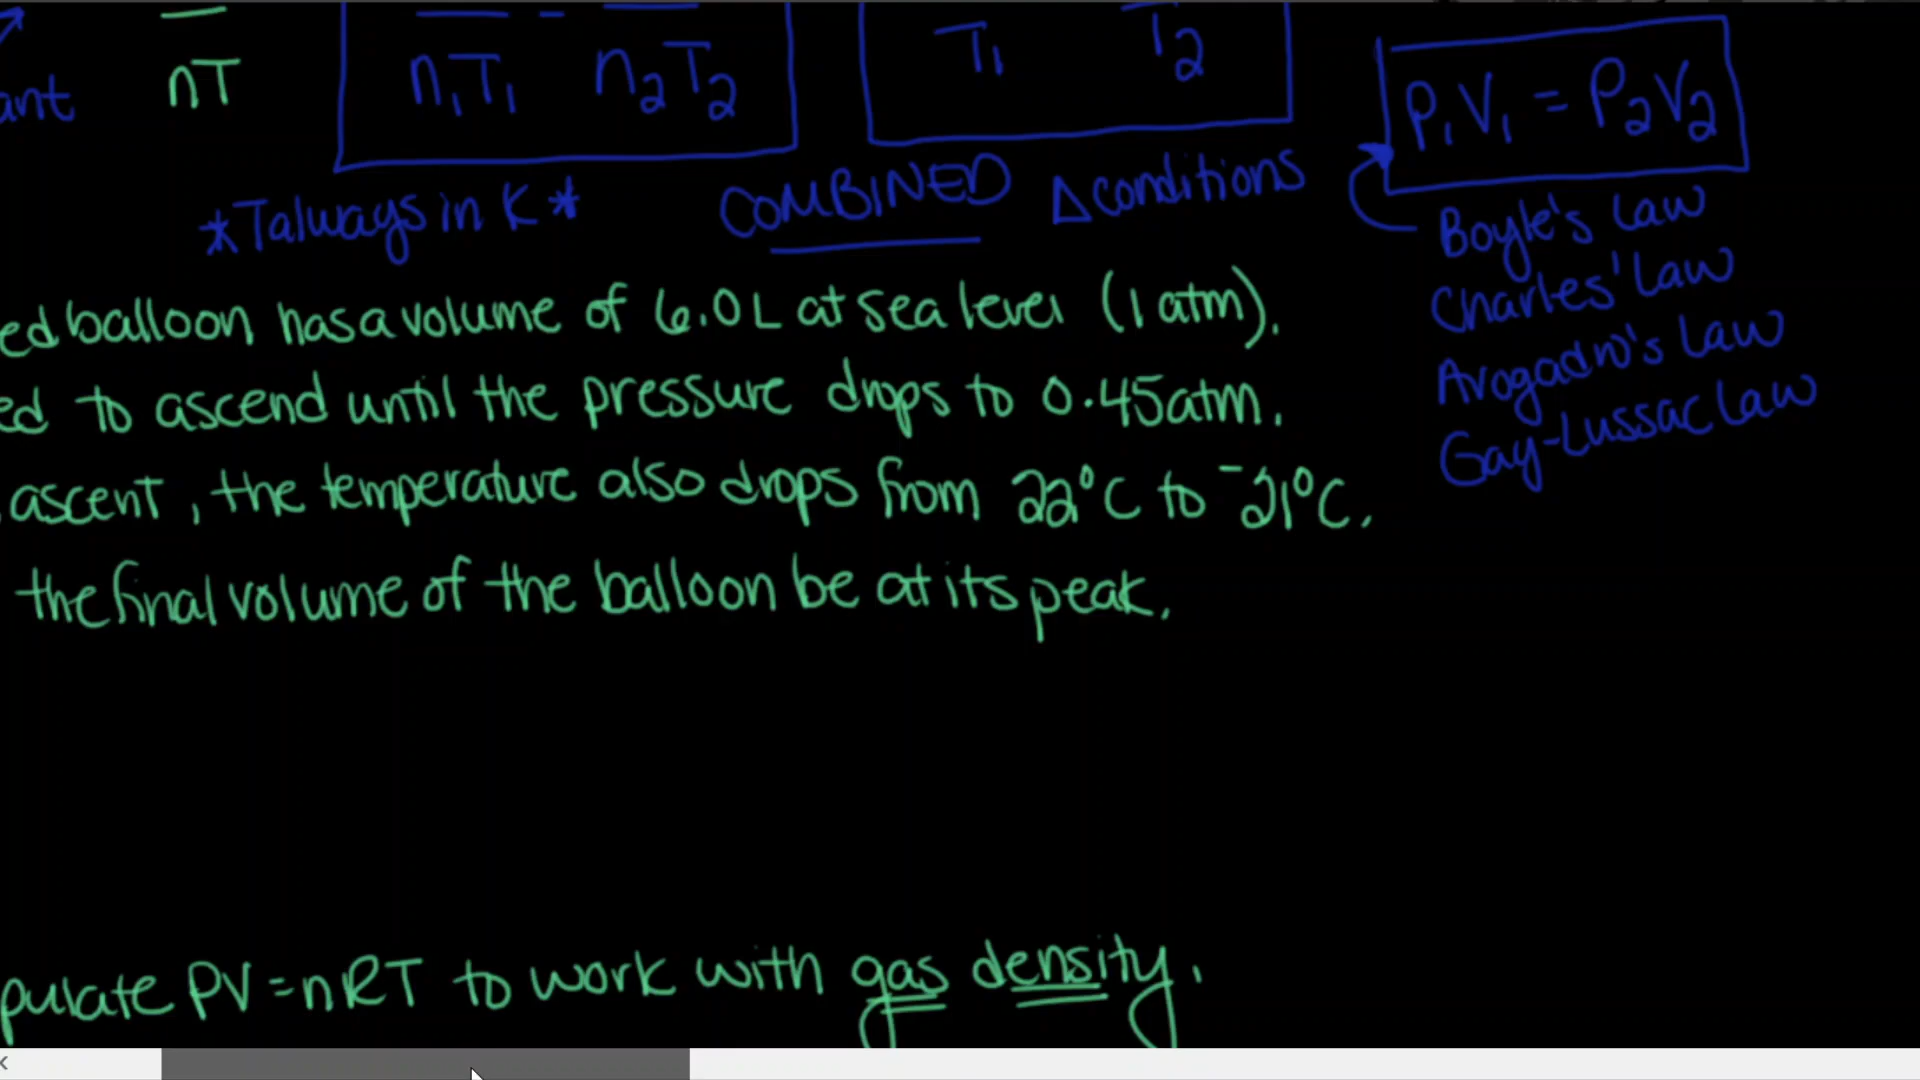 nT n₁T₁ n₂T₂ T₁ T₂
ant
P₁V₁ = P₂V₂
*T always in K* COMBINED Δ conditions
Boyle's Law
Charles' Law
Avogadro's Law
Gay-Lussac Law
ed balloon has a volume of 6.0 L at sea level (1 atm).
ed to ascend until the pressure drops to 0.45 atm.
ascent, the temperature also drops from 22°C to -21°C.
the final volume of the balloon be at its peak.
pulate PV=nRT to work with gas density.